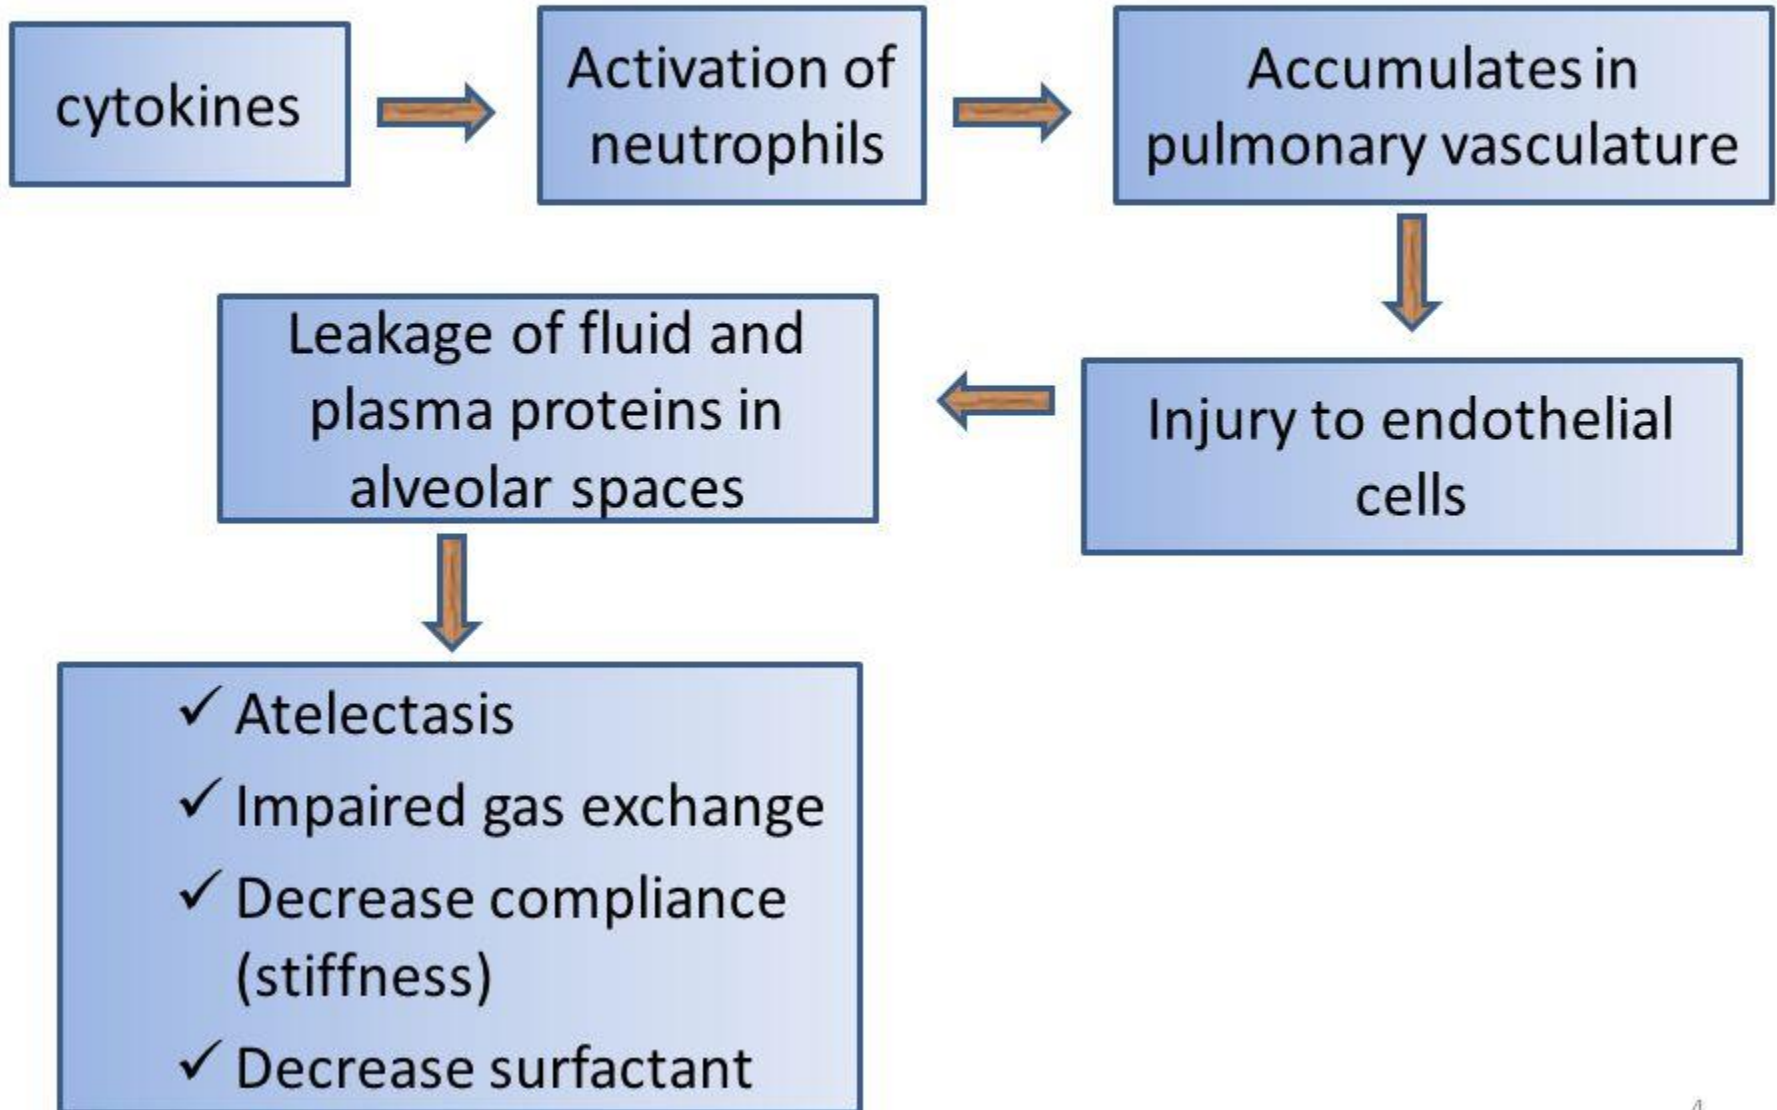 cytokines
Activation of
neutrophils
Accumulates in
pulmonary vasculature
Injury to endothelial
cells
Leakage of fluid and
plasma proteins in
alveolar spaces
✓ Atelectasis
✓ Impaired gas exchange
✓ Decrease compliance
(stiffness)
✓ Decrease surfactant
4